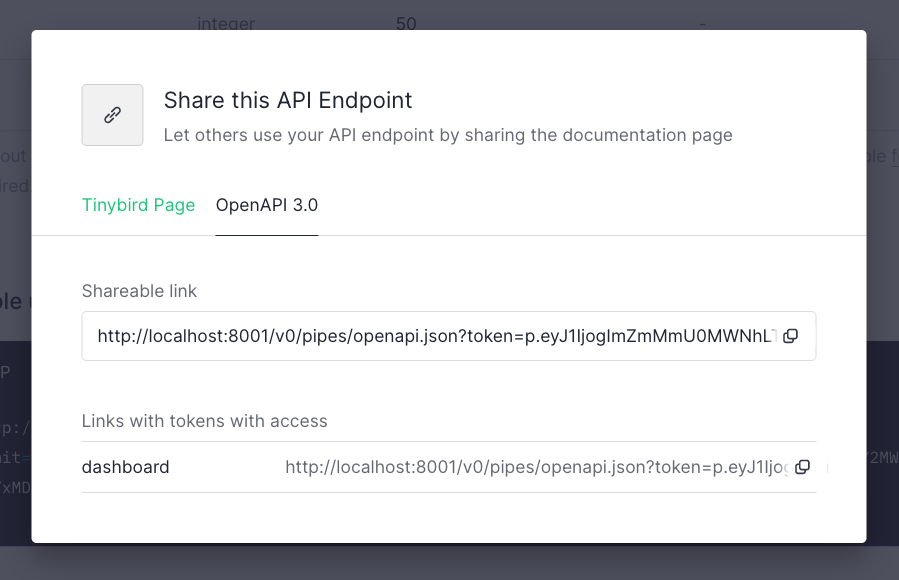 integer 50 -
Share this API Endpoint
Let others use your API endpoint by sharing the documentation page
out
ired
Tinybird Page OpenAPI 3.0
Shareable link
http://localhost:8001/v0/pipes/openapi.json?token=p.eyJ1IjogImZmMmU0MWNhL
Links with tokens with access
dashboard http://localhost:8001/v0/pipes/openapi.json?token=p.eyJ1Ijo